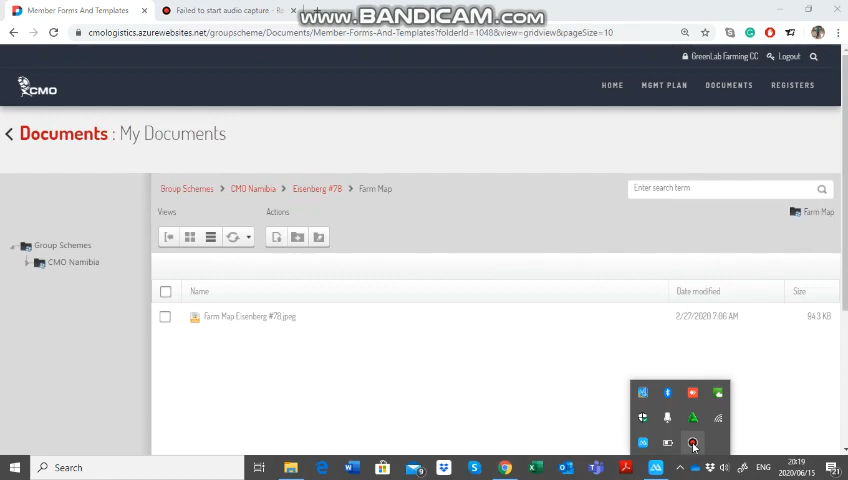 Member Forms And Templates
Failed to start audio capture - Re
www.BANDICAM.com
cmologistics.azurewebsites.net/groupscheme/Documents/Member-Forms-And-Templates?folderId=1048&view=gridview&pageSize=10
GreenLab Farming CC
Logout
CMO
HOME
MGMT PLAN
DOCUMENTS
REGISTERS
Documents : My Documents
Group Schemes
CMO Namibia
Eisenberg #78
Farm Map
Enter search term
Views
Actions
Farm Map
Group Schemes
CMO Namibia
Name
Date modified
Size
Farm Map Eisenberg #78.jpeg
2/27/2020 7:06 AM
94.3 KB
Search
9
ENG
20:19
2020/06/15
21